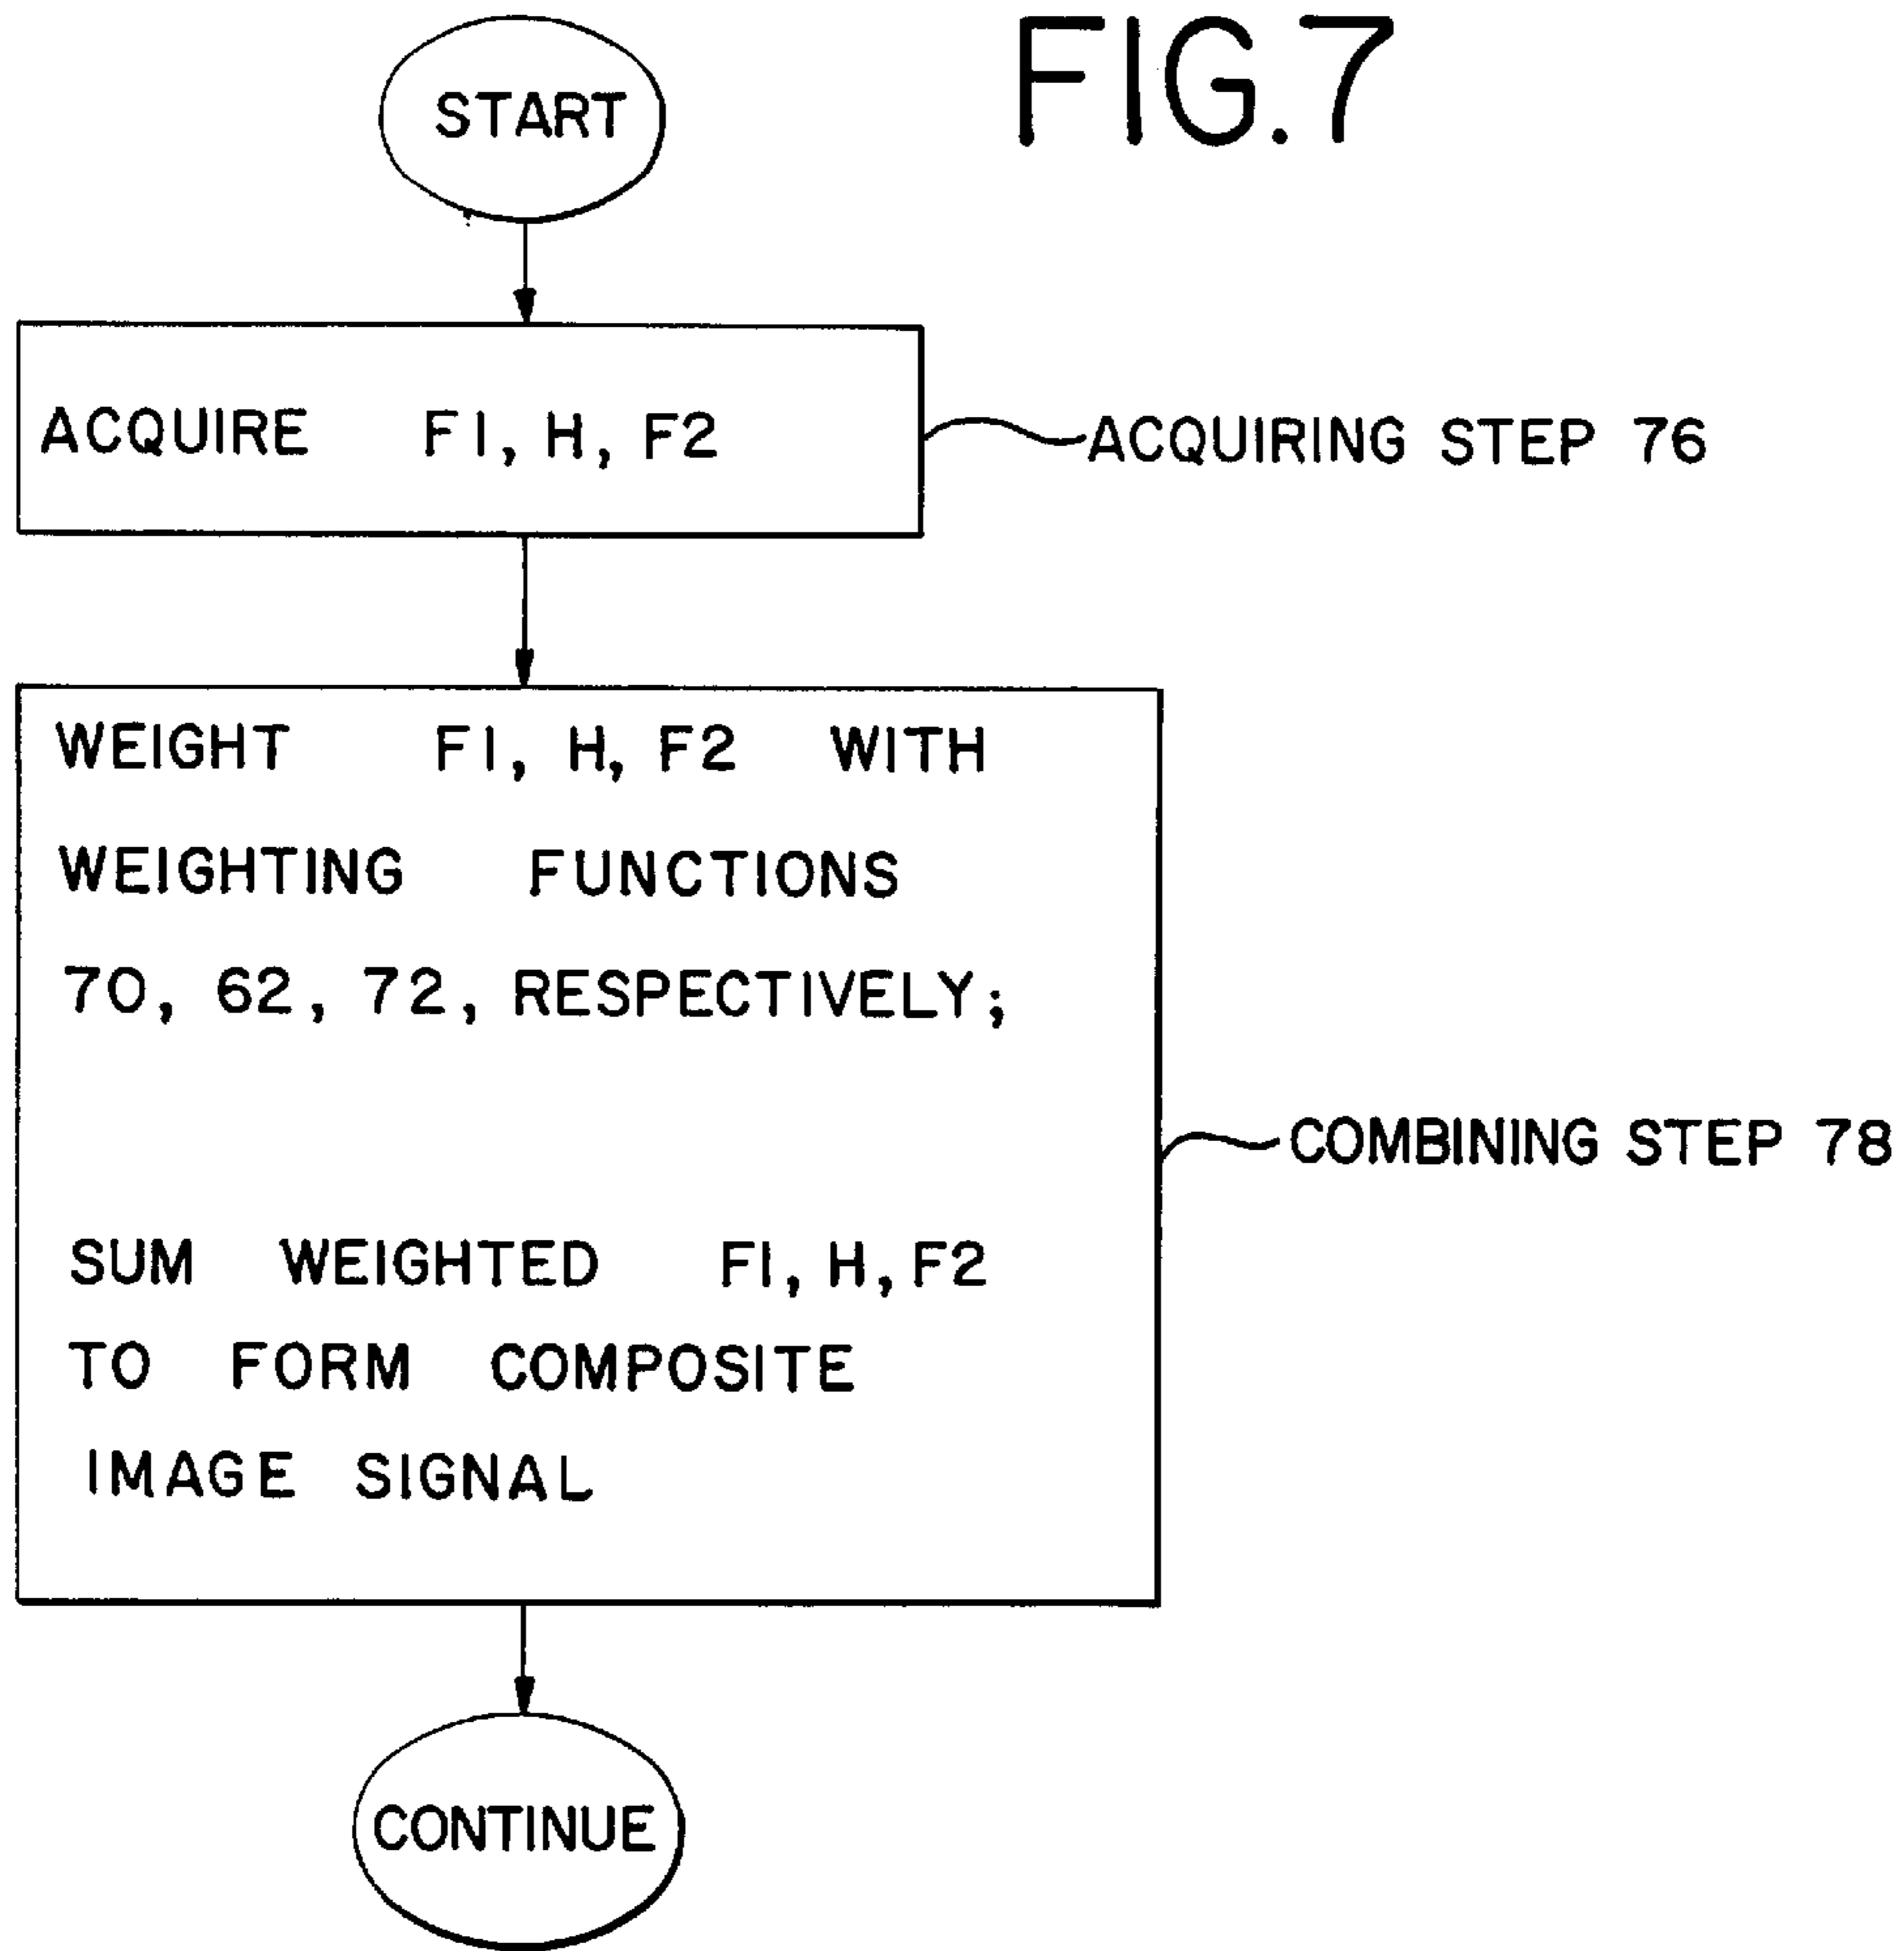 FIG.7
START
ACQUIRE F1, H, F2
ACQUIRING STEP 76
WEIGHT F1, H, F2 WITH
WEIGHTING FUNCTIONS
70, 62, 72, RESPECTIVELY;
COMBINING STEP 78
SUM WEIGHTED F1, H, F2
TO FORM COMPOSITE
IMAGE SIGNAL
CONTINUE